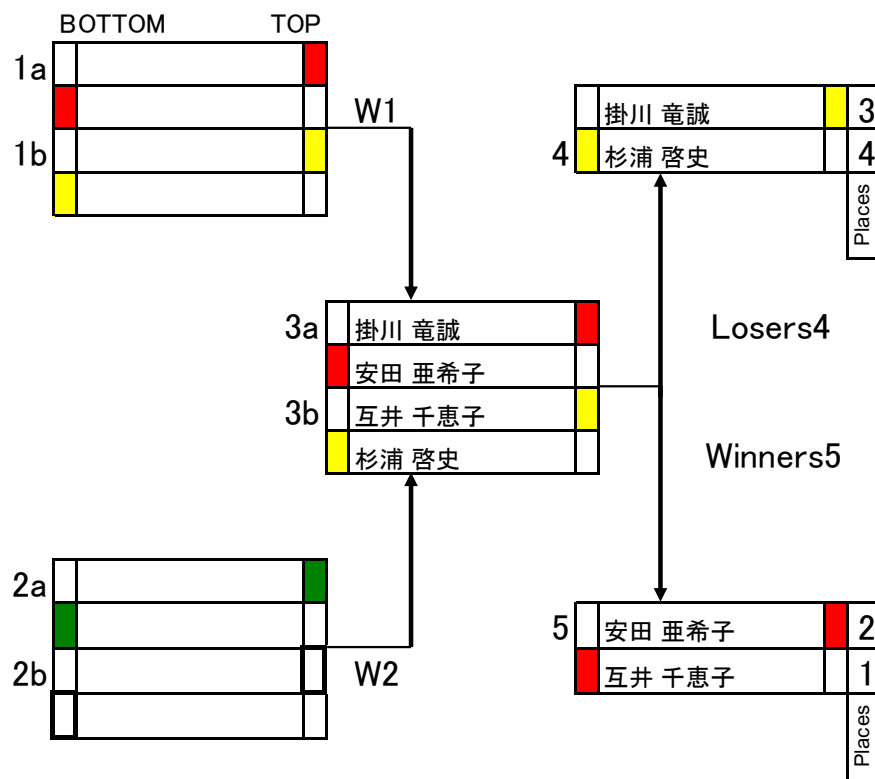 BOTTOM TOP
1a
W1
1b
掛川 竜誠 3
4 杉浦 啓史 4
Places
3a 掛川 竜誠
安田 亜希子
3b 互井 千恵子
杉浦 啓史
Losers4
Winners5
2a
2b
W2
5 安田 亜希子 2
互井 千恵子 1
Places